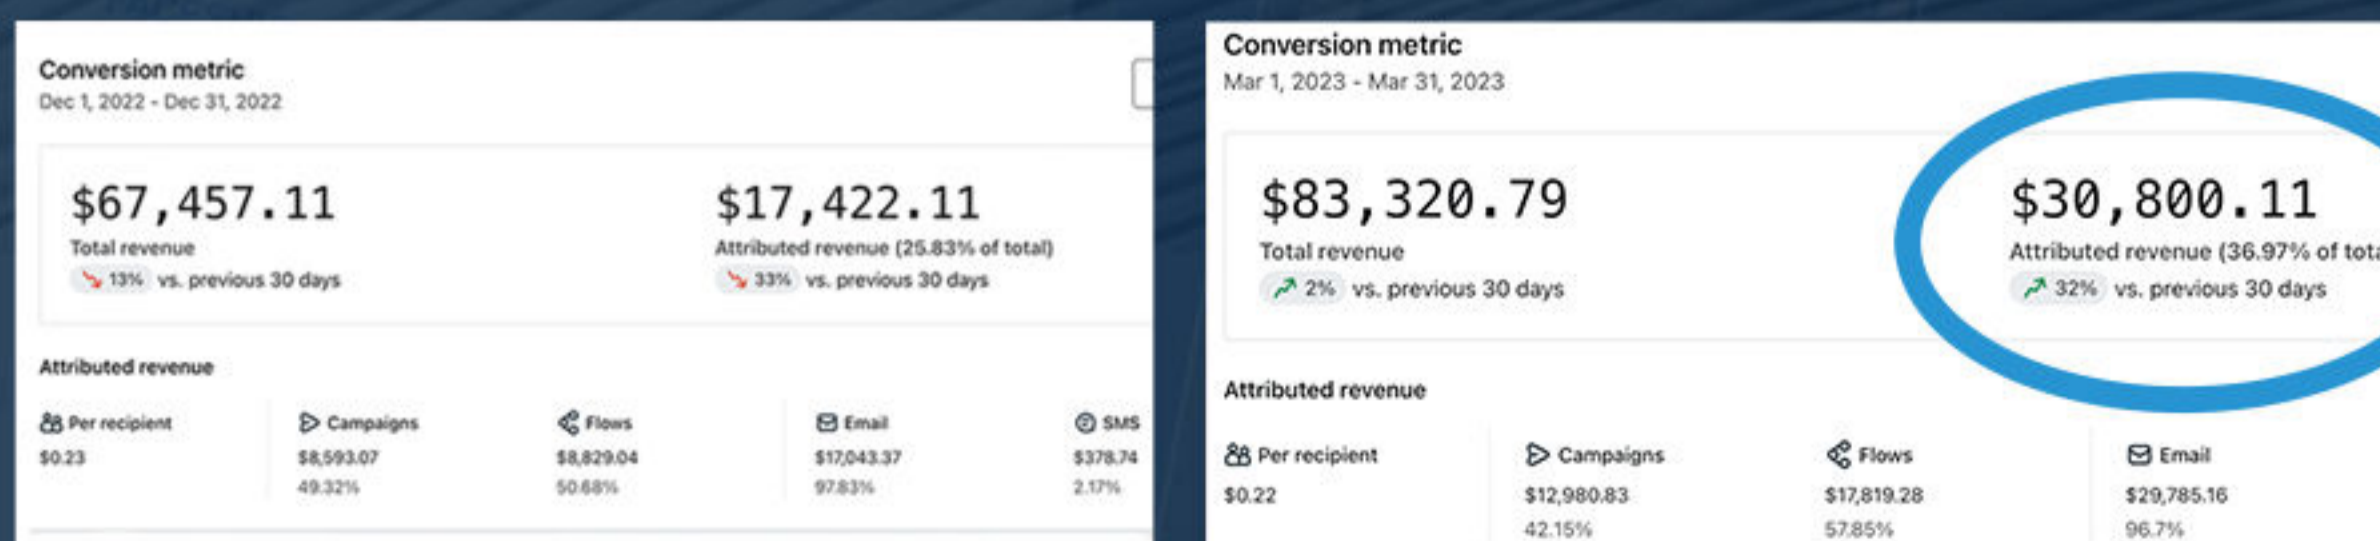 Conversion metric
Dec 1, 2022 - Dec 31, 2022
$67,457.11
$17,422.11
Total revenue
Attributed revenue (25.83% of total)
13% vs. previous 30 days
33% vs. previous 30 days
Attributed revenue
Per recipient
Campaigns
Flows
Email
SMS
$0.23
$8,593.07
$8,829.04
$17,043.37
$378.74
49.32%
50.68%
97.83%
2.17%
Conversion metric
Mar 1, 2023 - Mar 31, 2023
$83,320.79
$30,800.11
Total revenue
Attributed revenue (36.97% of tota
2% vs. previous 30 days
32% vs. previous 30 days
Attributed revenue
Per recipient
Campaigns
Flows
Email
$0.22
$12,980.83
$17,819.28
$29,785.16
42.15%
57.85%
96.7%